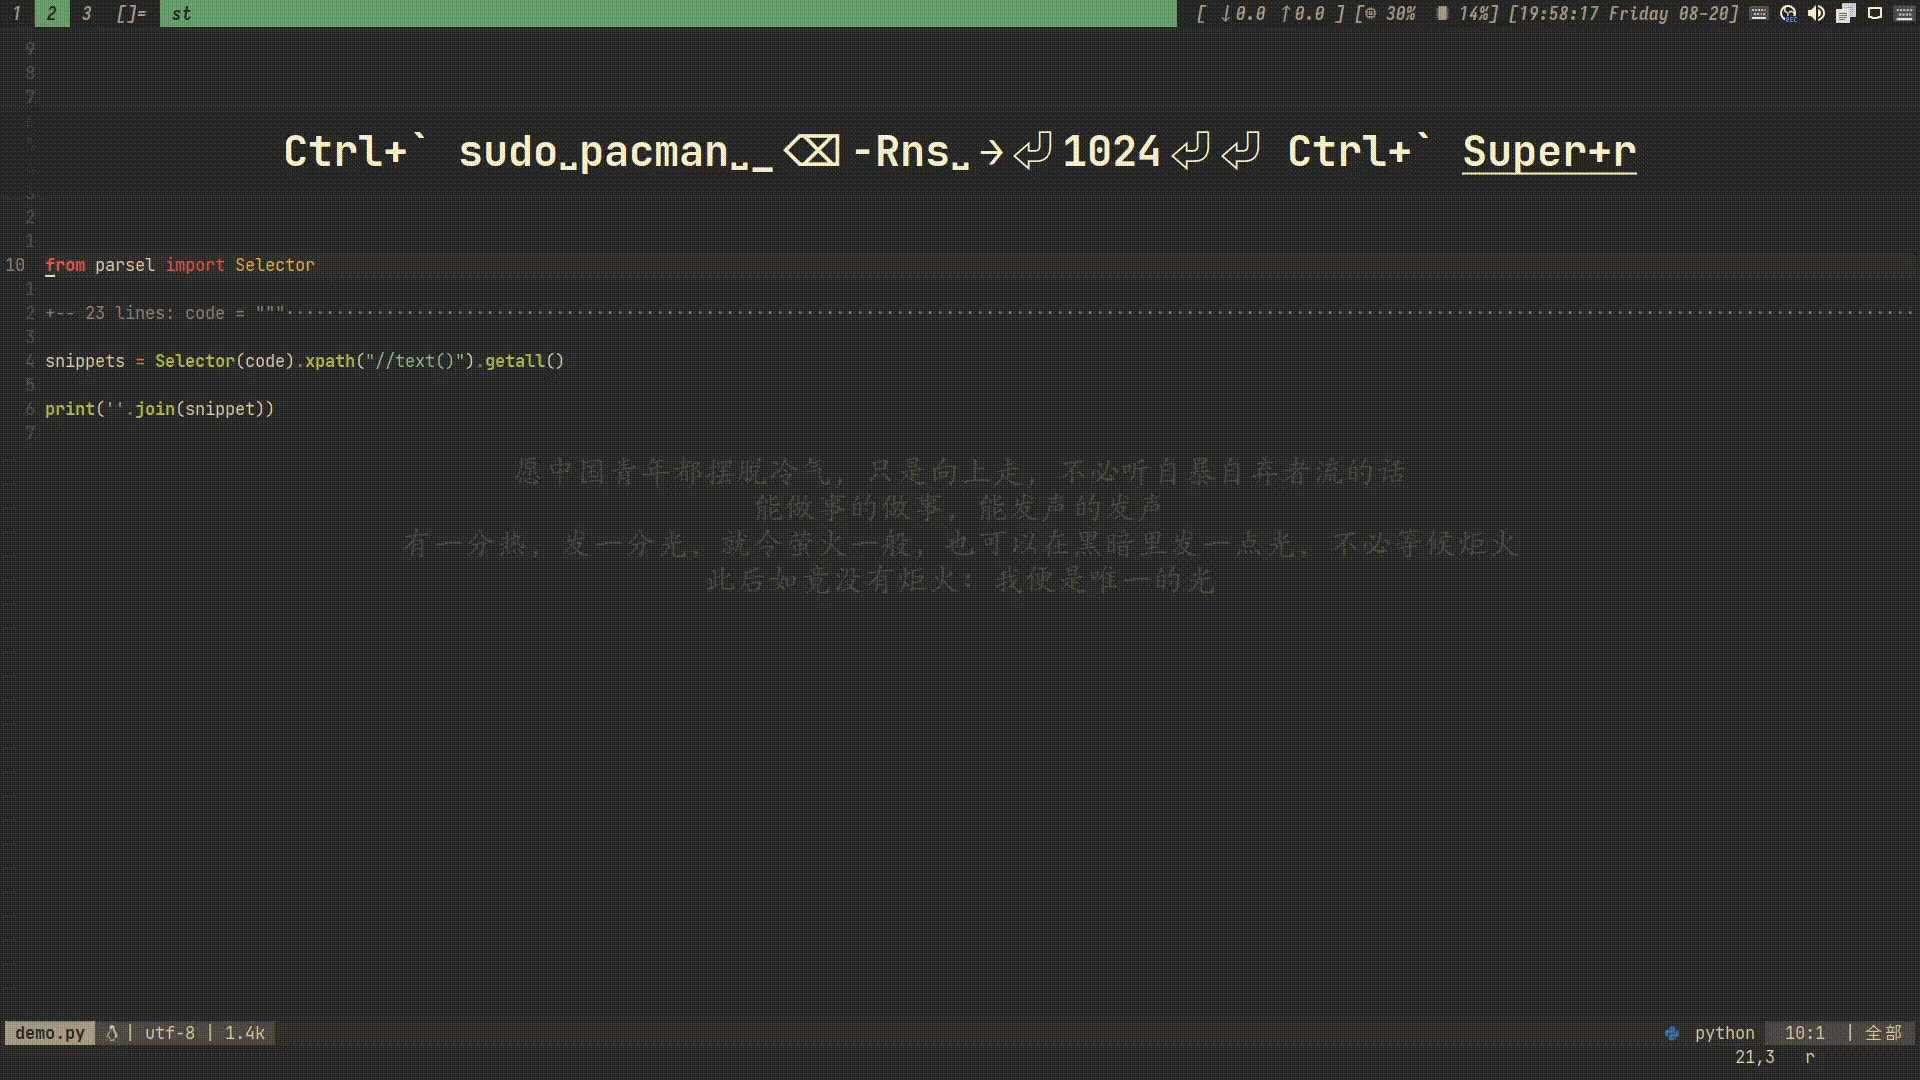 1 2 3 []= st [ ↓0.0 ↑0.0 ] [ 30% 14%] [19:58:17 Friday 08-20]
9
8
7
Ctrl+` sudo␣pacman␣_⌫-Rns␣→⏎1024⏎⏎ Ctrl+` Super+r
3
2
1
10 from parsel import Selector
1
2 +-- 23 lines: code = """
3
4 snippets = Selector(code).xpath("//text()").getall()
5
6 print(''.join(snippet))
7
愿中国青年都摆脱冷气，只是向上走，不必听自暴自弃者流的话
能做事的做事，能发声的发声
有一分热，发一分光，就令萤火一般，也可以在黑暗里发一点光，不必等候炬火
此后如竟没有炬火：我便是唯一的光
demo.py | utf-8 | 1.4k python 10:1 | 全部
21,3 r